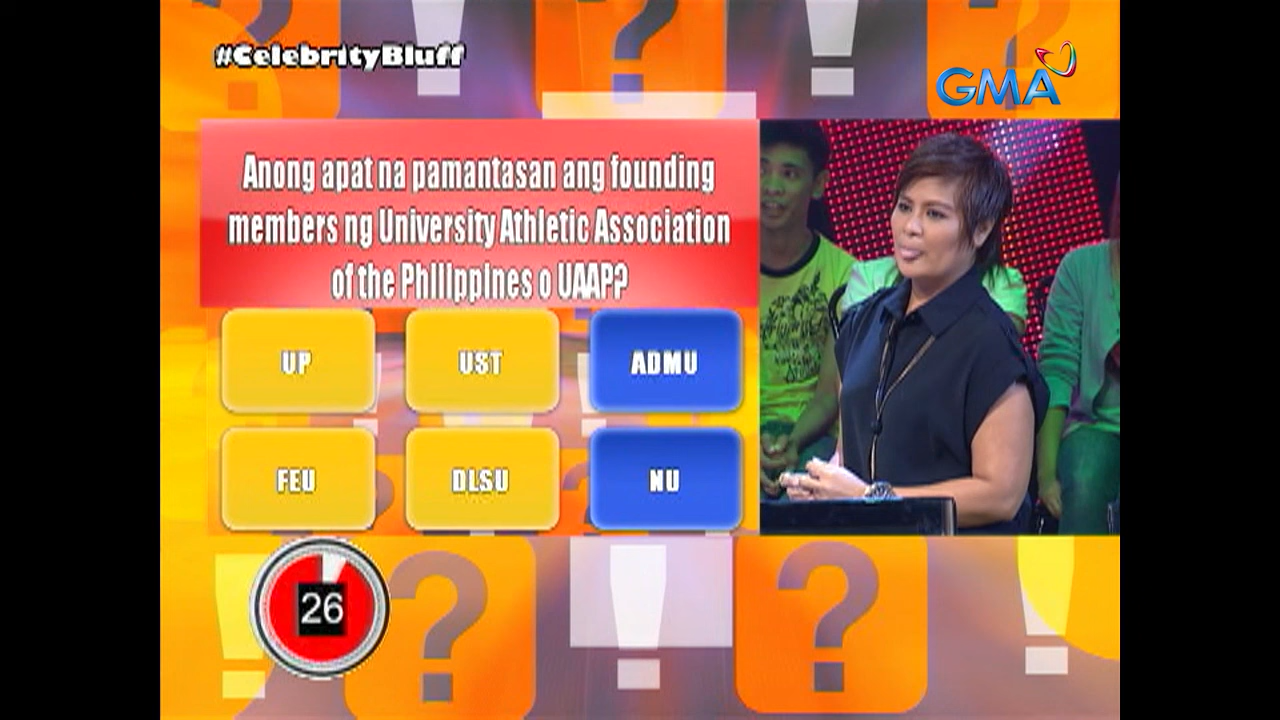 #CelebrityBluff
GMA
Anong apat na pamantasan ang founding
members ng University Athletic Association
of the Philippines o UAAP?
UP UST ADMU
FEU DLSU NU
26